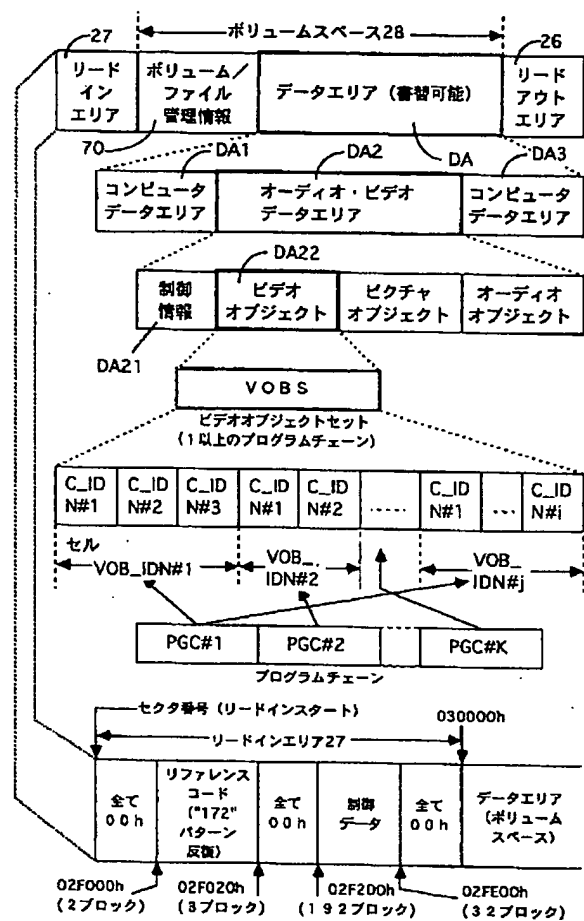 27
ボリュームスペース28
26
リード
イン
エリア
ボリューム/
ファイル
管理情報
データエリア(書替可能)
リード
アウト
エリア
70
DA1
DA2
DA
DA3
コンピュータ
データエリア
オーディオ・ビデオ
データエリア
コンピュータ
データエリア
DA22
制御
情報
ビデオ
オブジェクト
ピクチャ
オブジェクト
オーディオ
オブジェクト
DA21
VOBS
ビデオオブジェクトセット
(1以上のプログラムチェーン)
C_ID
N#1
C_ID
N#2
C_ID
N#3
C_ID
N#1
C_ID
N#2
.....
C_ID
N#1
....
C_ID
N#i
セル
VOB_IDN#1
VOB_
IDN#2
VOB_
IDN#j
PGC#1
PGC#2
PGC#K
プログラムチェーン
セクタ番号(リードインスタート)
030000h
リードインエリア27
全て
00h
リファレンス
コード
("172"
パターン
反復)
全て
00h
制御
データ
全て
00h
データエリア
(ボリューム
スペース)
02F000h
(2ブロック)
02F020h
02F200h
(192ブロック)
02FE00h
(32ブロック)